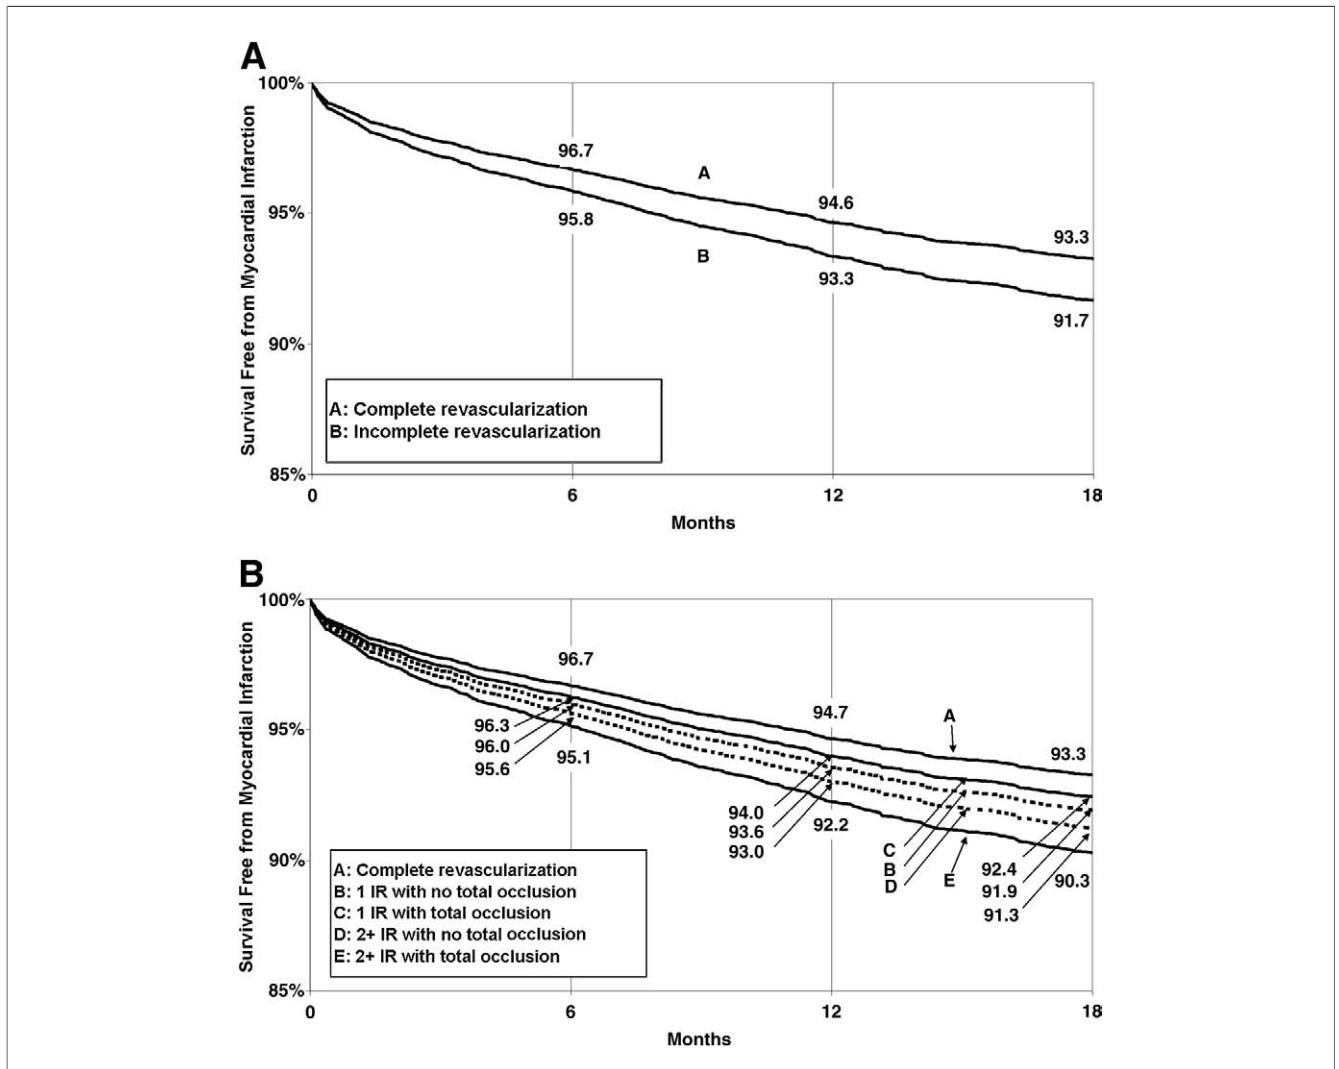 A
Survival Free from Myocardial Infarction
100%
95%
90%
85%
96.7
95.8
A
B
94.6
93.3
93.3
91.7
A: Complete revascularization
B: Incomplete revascularization
0
6
12
18
Months
B
Survival Free from Myocardial Infarction
100%
95%
90%
85%
96.7
96.3
96.0
95.6
95.1
94.7
94.0
93.6
93.0
92.2
A
C
B
D
E
93.3
92.4
91.9
91.3
90.3
A: Complete revascularization
B: 1 IR with no total occlusion
C: 1 IR with total occlusion
D: 2+ IR with no total occlusion
E: 2+ IR with total occlusion
0
6
12
18
Months